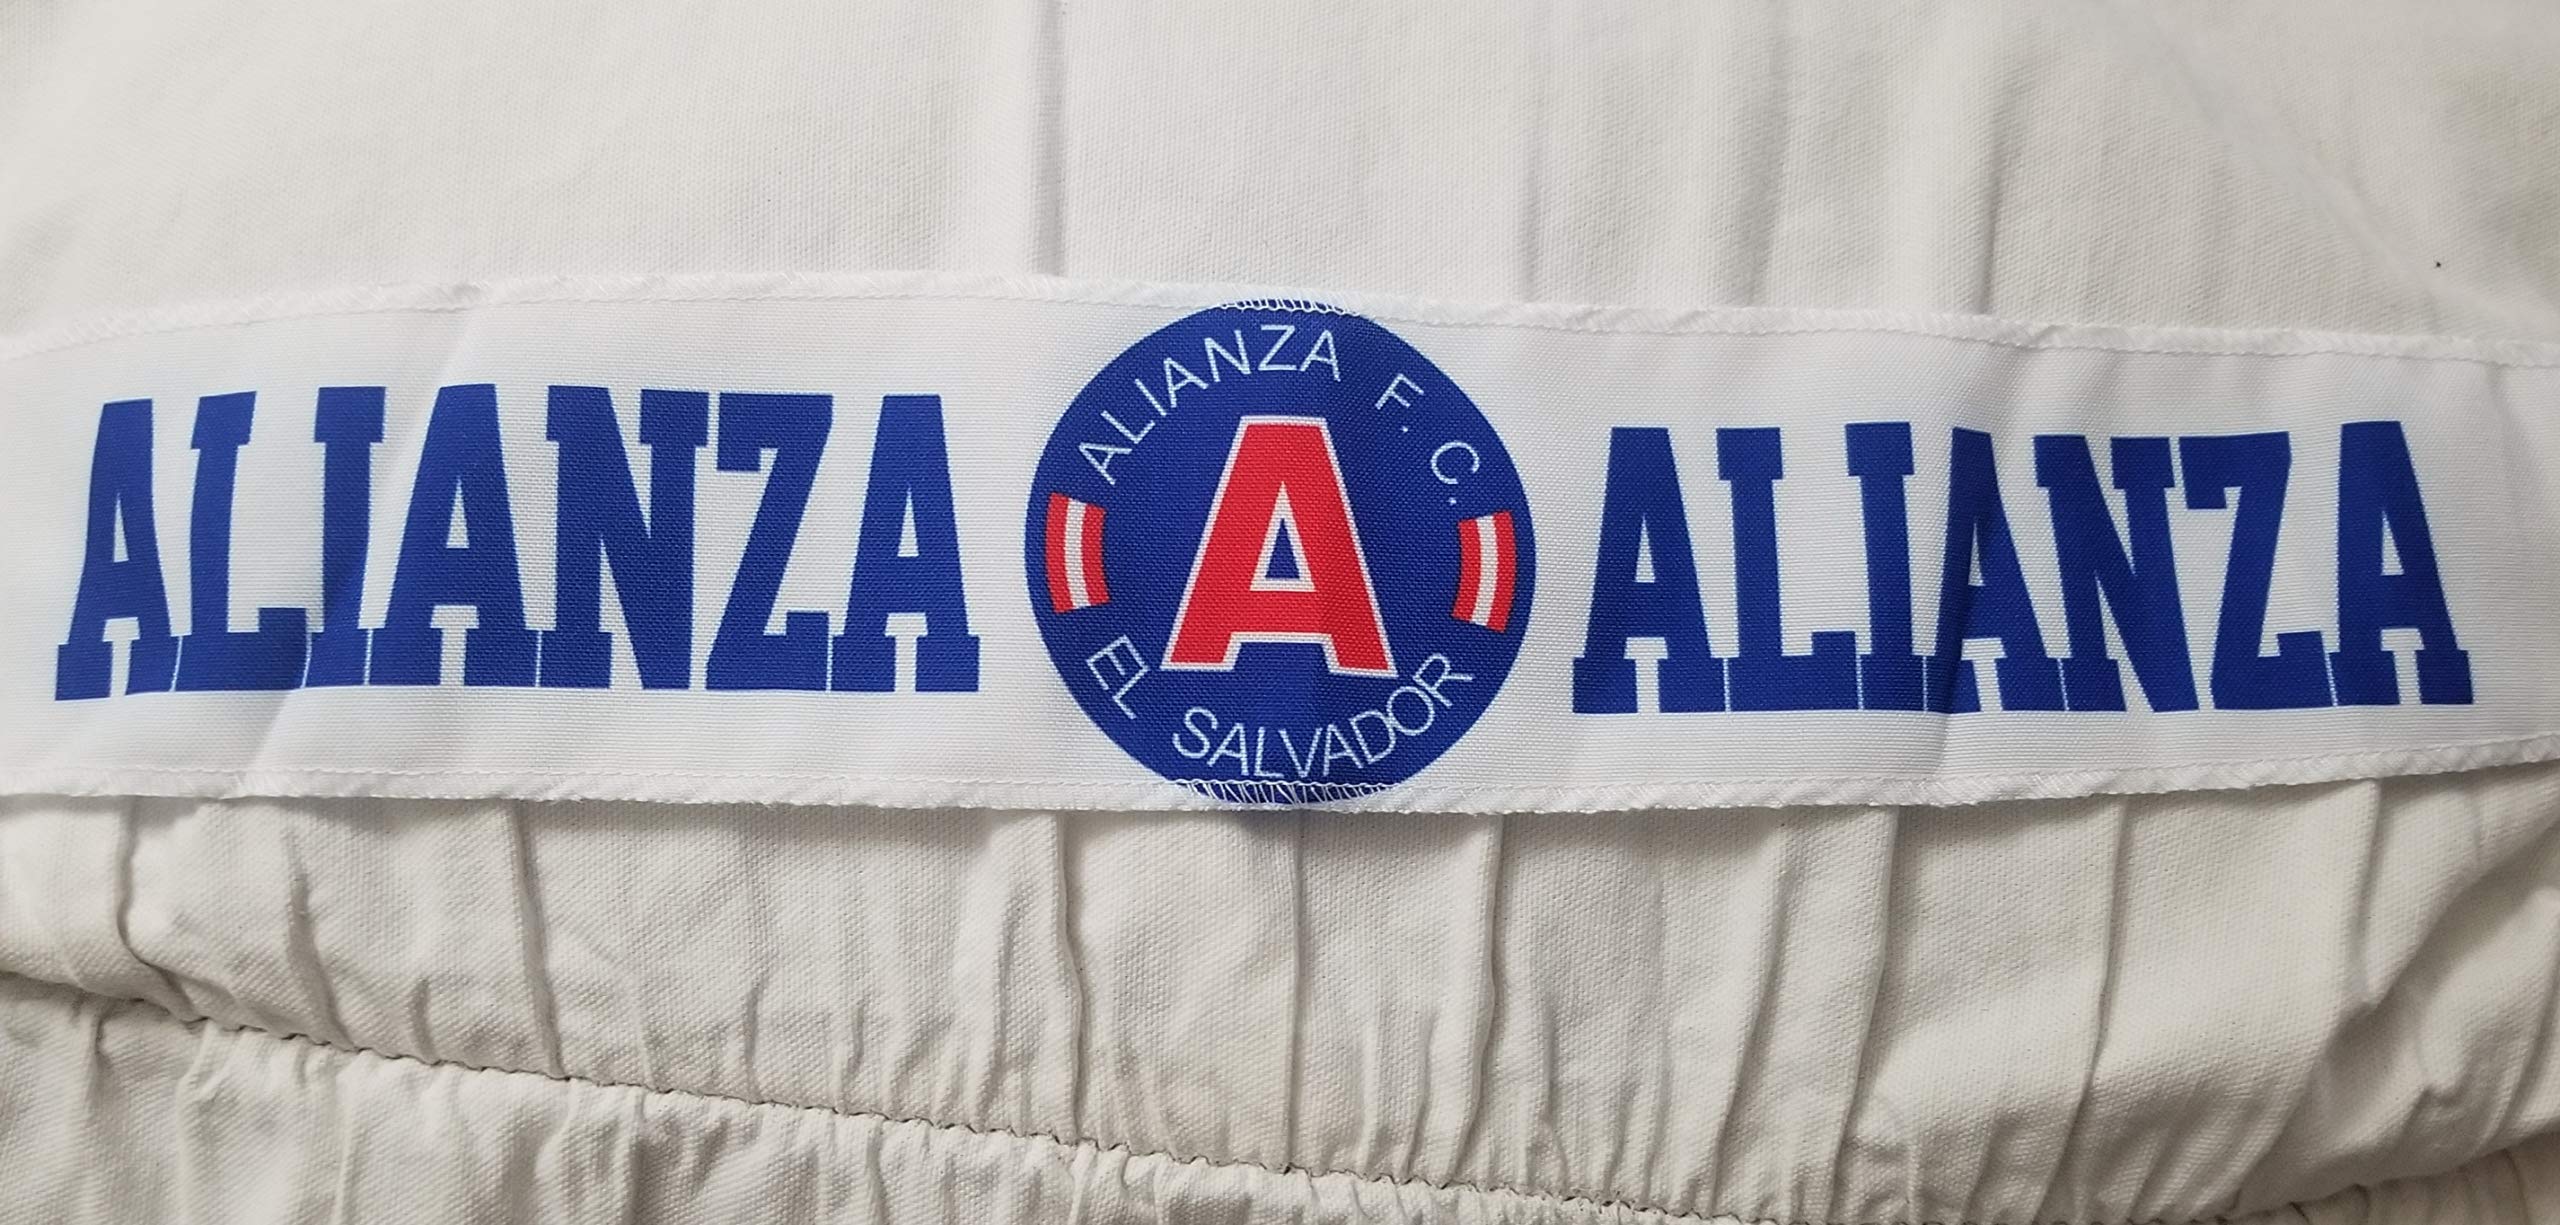 ALIANZA
ALIANZA F. C.
A
EL SALVADOR
ALIANZA